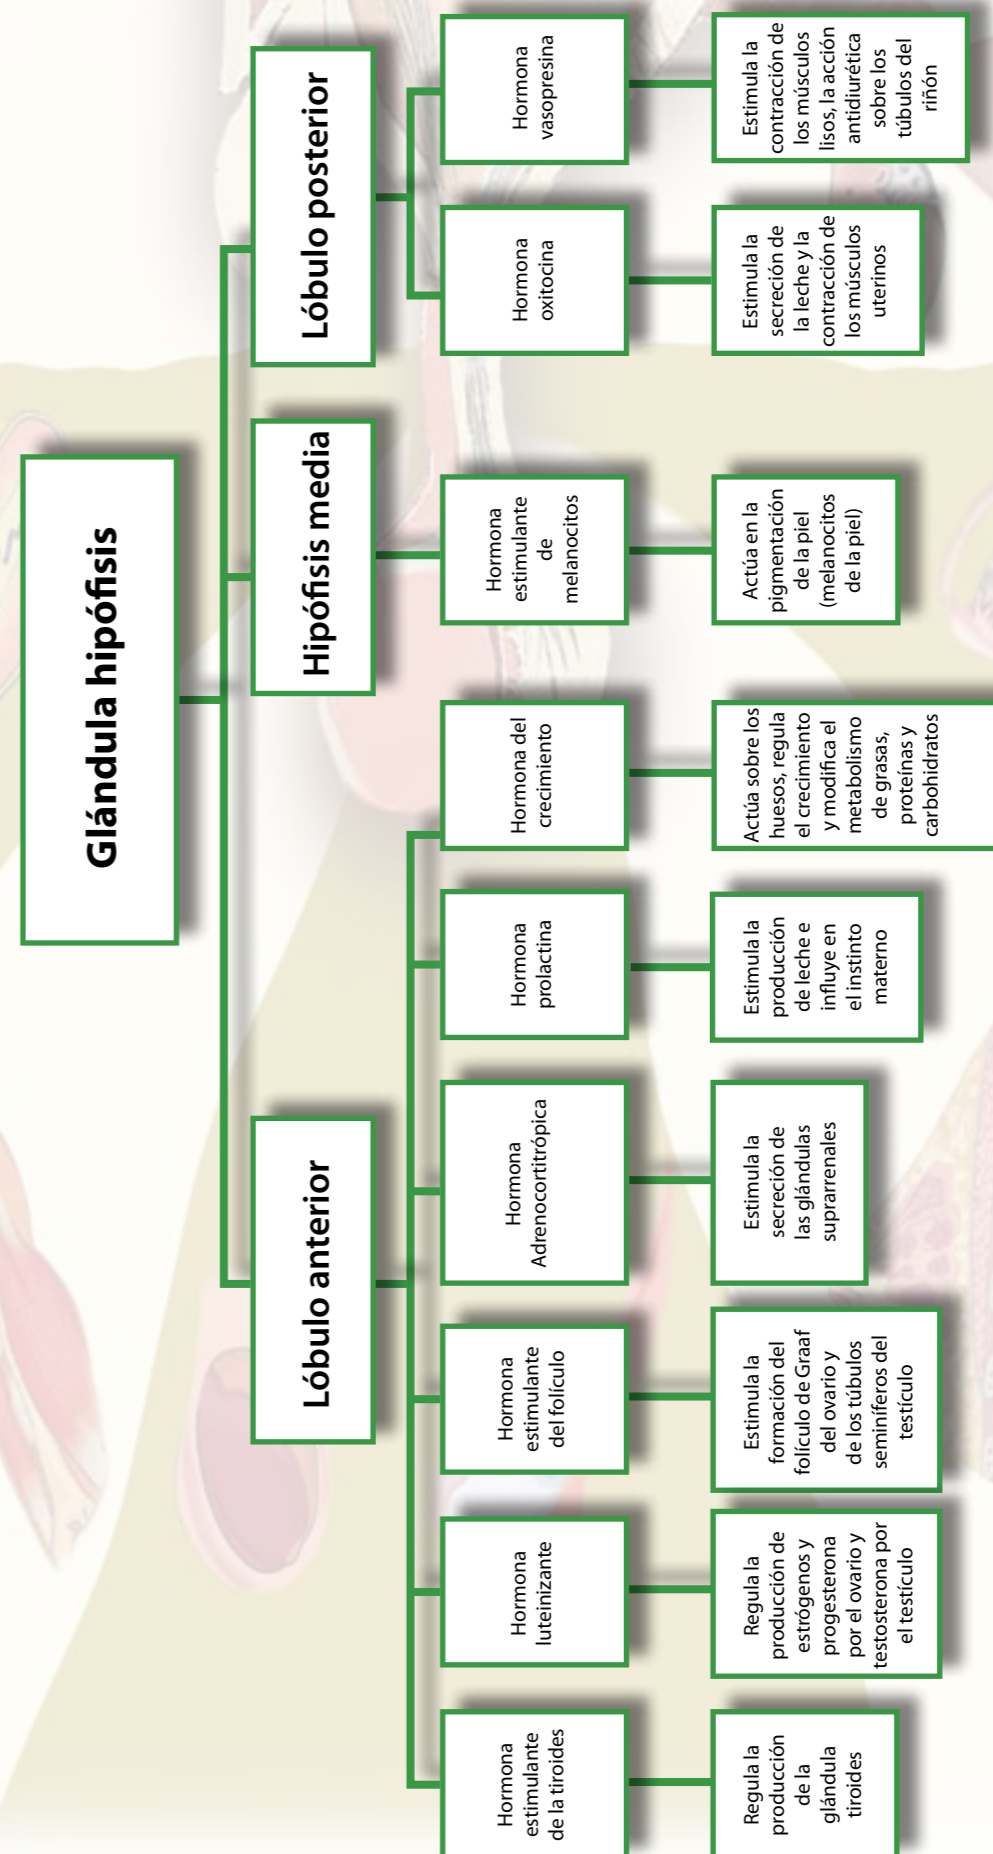 Glándula hipófisis
Lóbulo anterior
Hipófisis media
Lóbulo posterior
Hormona
estimulante
de la tiroides
Hormona
luteinizante
Hormona
estimulante
del folículo
Hormona
Adrenocortitrópica
Hormona
prolactina
Hormona del
crecimiento
Hormona
estimulante
de
melanocitos
Hormona
oxitocina
Hormona
vasopresina
Regula la
producción
de la
glándula
tiroides
Regula la
producción de
estrógenos y
progesterona
por el ovario y
testosterona por
el testículo
Estimula la
formación del
folículo de Graaf
del ovario y
de los túbulos
seminíferos del
testículo
Estimula la
secreción de
las glándulas
suprarrenales
Estimula la
producción
de leche e
influye en
el instinto
materno
Actúa sobre los
huesos, regula
el crecimiento
y modifica el
metabolismo
de grasas,
proteínas y
carbohidratos
Actúa en la
pigmentación
de la piel
(melanocitos
de la piel)
Estimula la
secreción de
la leche y la
contracción de
los músculos
uterinos
Estimula la
contracción de
los músculos
lisos, la acción
antidiurética
sobre los
túbulos del
riñón